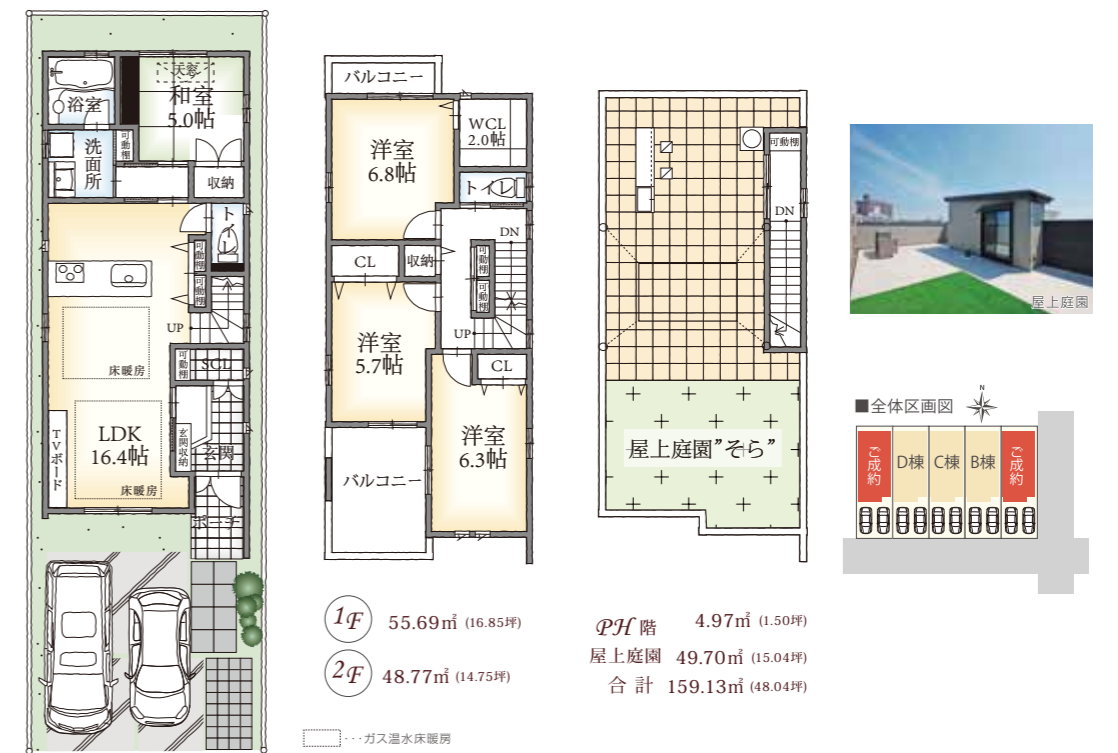 天窓
和室
5.0帖
浴室
洗面所
可動棚
収納
トイレ
可動棚
可動棚
UP
可動棚
SCL
床暖房
LDK
16.4帖
玄関収納
玄関
TVボード
床暖房
ポーチ
バルコニー
洋室
6.8帖
WCL
2.0帖
トイレ
DN
CL
収納
可動棚
可動棚
UP
洋室
5.7帖
CL
洋室
6.3帖
バルコニー
可動棚
DN
屋上庭園”そら”
屋上庭園
■全体区画図
N
ご成約
D棟
C棟
B棟
ご成約
1F 55.69㎡ (16.85坪)
2F 48.77㎡ (14.75坪)
PH階 4.97㎡ (1.50坪)
屋上庭園 49.70㎡ (15.04坪)
合計 159.13㎡ (48.04坪)
･･･ガス温水床暖房